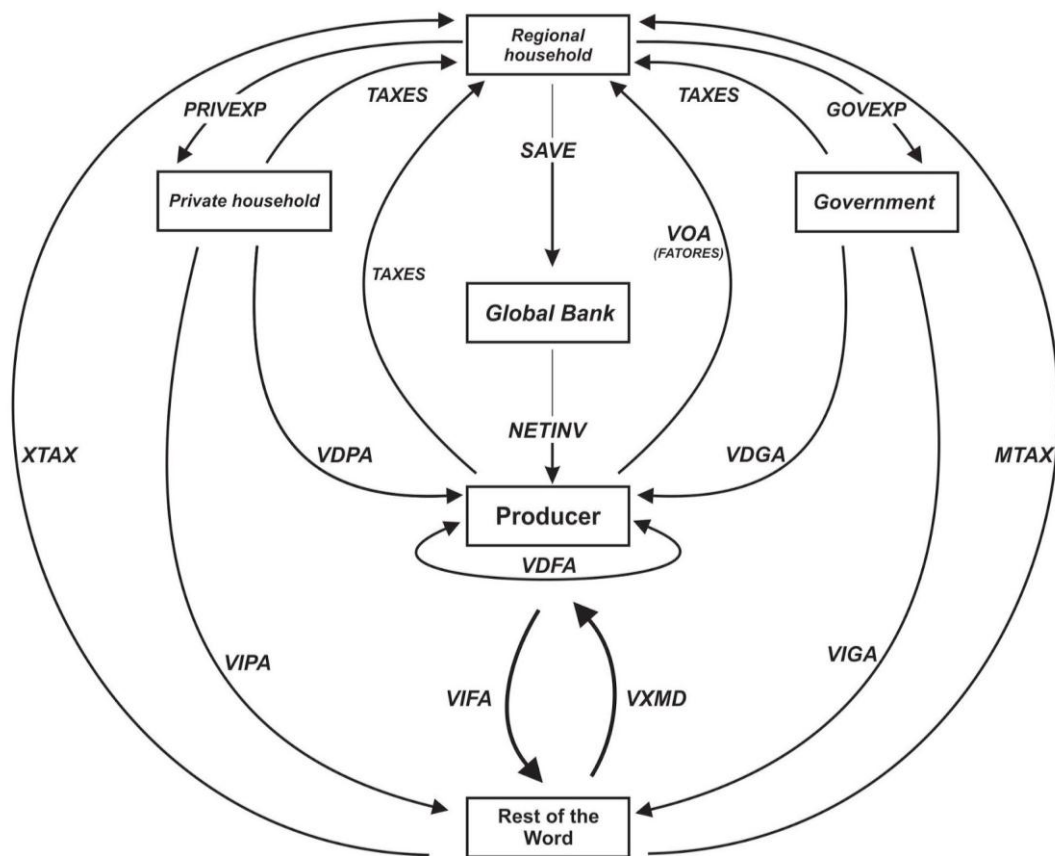 Regional
household
PRIVEXP
TAXES
TAXES
GOVEXP
SAVE
Private household
Government
VOA
(FATORES)
TAXES
Global Bank
NETINV
XTAX
VDPA
VDGA
MTAX
Producer
VDFA
VIPA
VIGA
VIFA
VXMD
Rest of the
Word